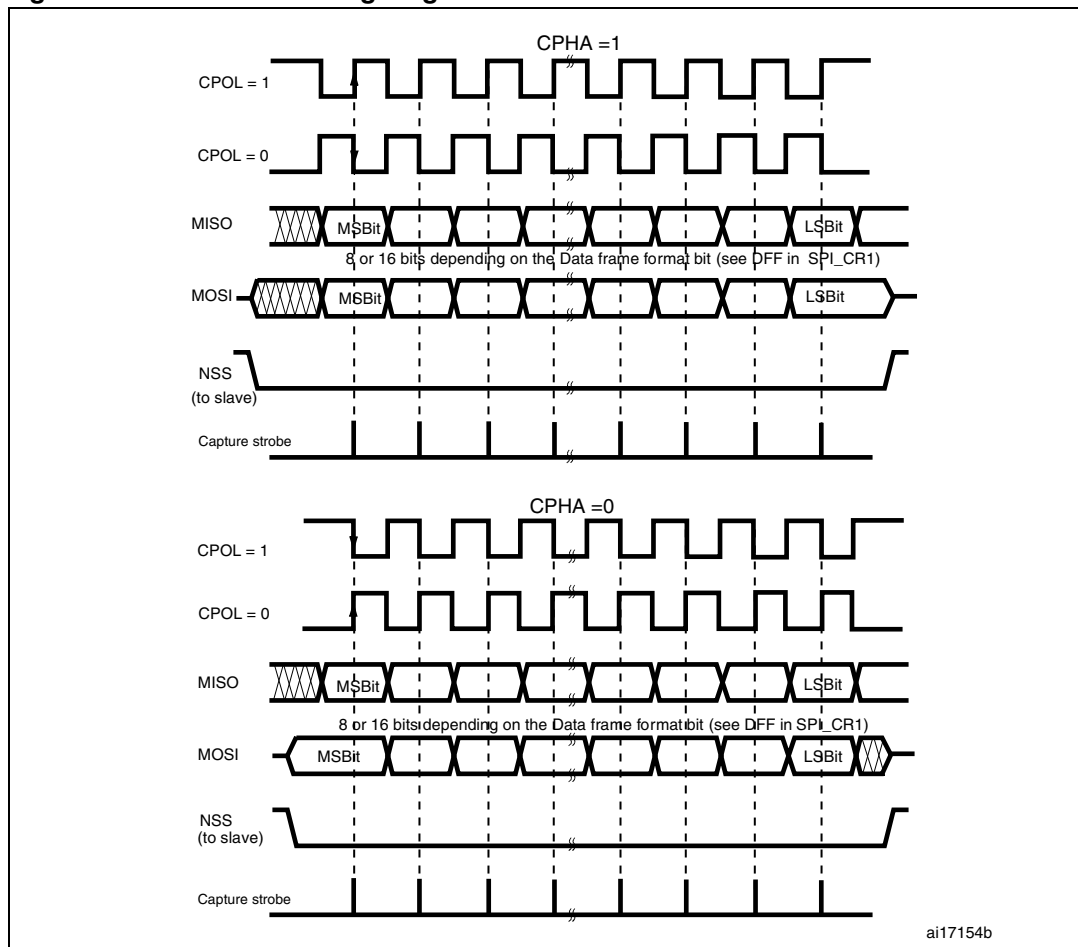 CPHA =1
CPOL = 1
CPOL = 0
MISO
MSBit
LSBit
8 or 16 bits depending on the Data frame format bit (see DFF in SPI_CR1)
MOSI
MSBit
LSBit
NSS
(to slave)
Capture strobe
CPHA =0
CPOL = 1
CPOL = 0
MISO
MSBit
LSBit
8 or 16 bits depending on the Data frame format bit (see DFF in SPI_CR1)
MOSI
MSBit
LSBit
NSS
(to slave)
Capture strobe
ai17154b